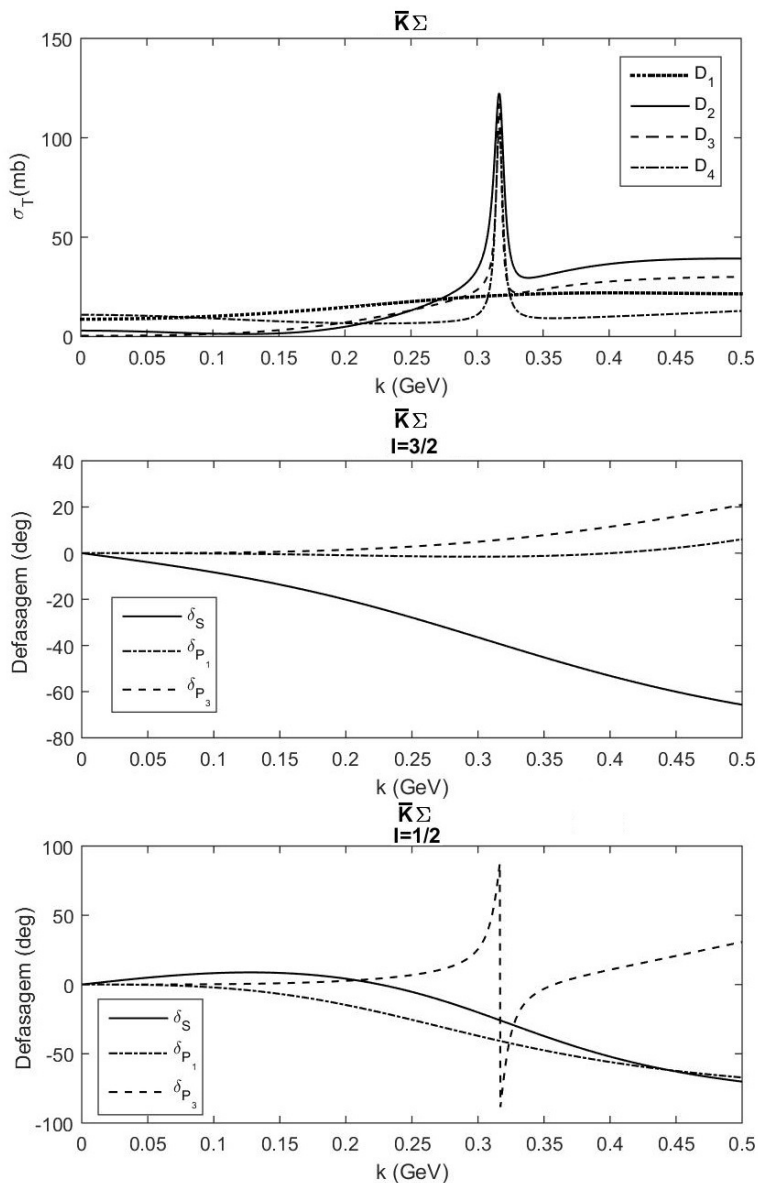 K̅Σ
150
100
50
0
σ_T(mb)
D_1
D_2
D_3
D_4
0 0.05 0.1 0.15 0.2 0.25 0.3 0.35 0.4 0.45 0.5
k (GeV)
K̅Σ
I=3/2
40
20
0
-20
-40
-60
-80
Defasagem (deg)
δ_S
δ_P_1
δ_P_3
0 0.05 0.1 0.15 0.2 0.25 0.3 0.35 0.4 0.45 0.5
k (GeV)
K̅Σ
I=1/2
100
50
0
-50
-100
Defasagem (deg)
δ_S
δ_P_1
δ_P_3
0 0.05 0.1 0.15 0.2 0.25 0.3 0.35 0.4 0.45 0.5
k (GeV)